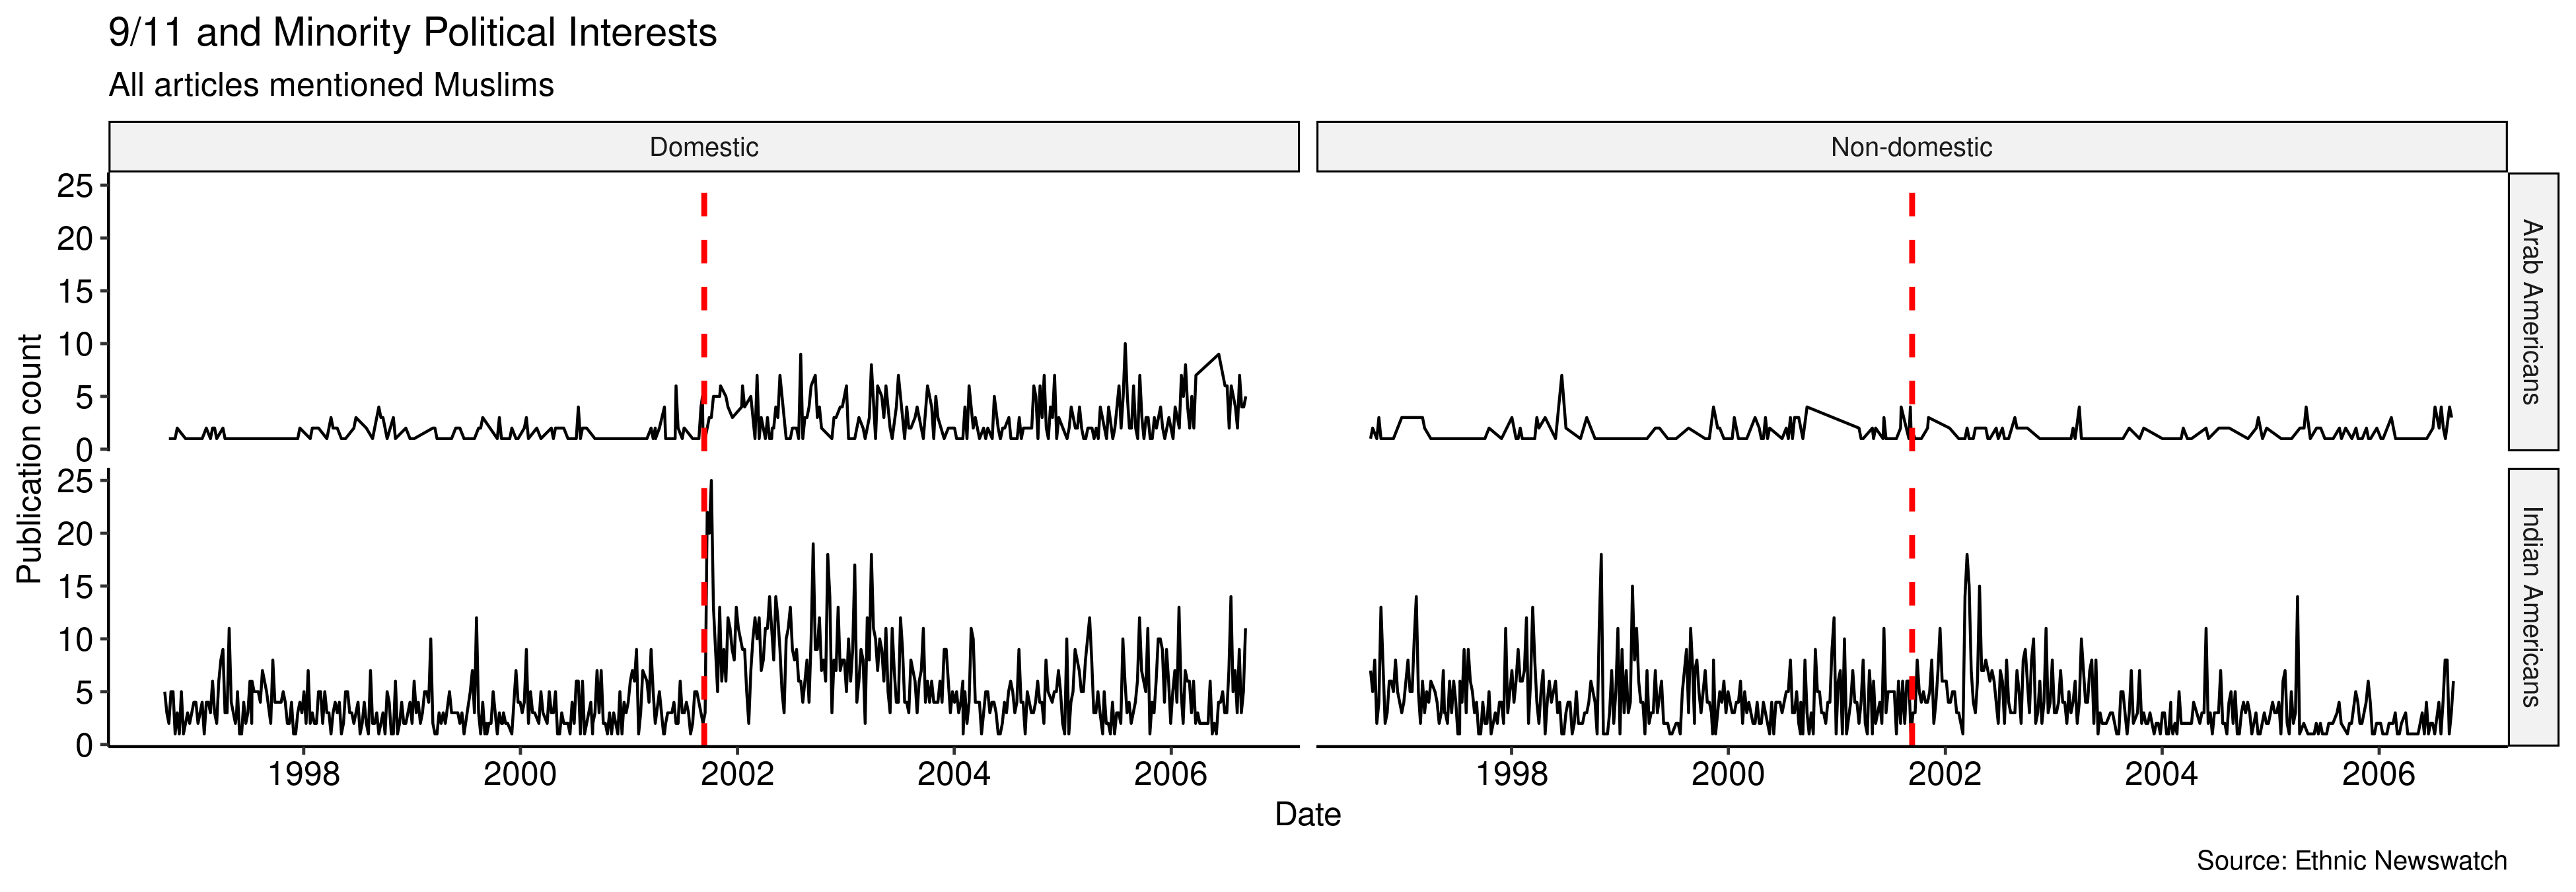 9/11 and Minority Political Interests
All articles mentioned Muslims
Domestic
Non-domestic
25
20
15
10
5
0
Arab Americans
25
20
15
10
5
0
Indian Americans
Publication count
1998 2000 2002 2004 2006
1998 2000 2002 2004 2006
Date
Source: Ethnic Newswatch